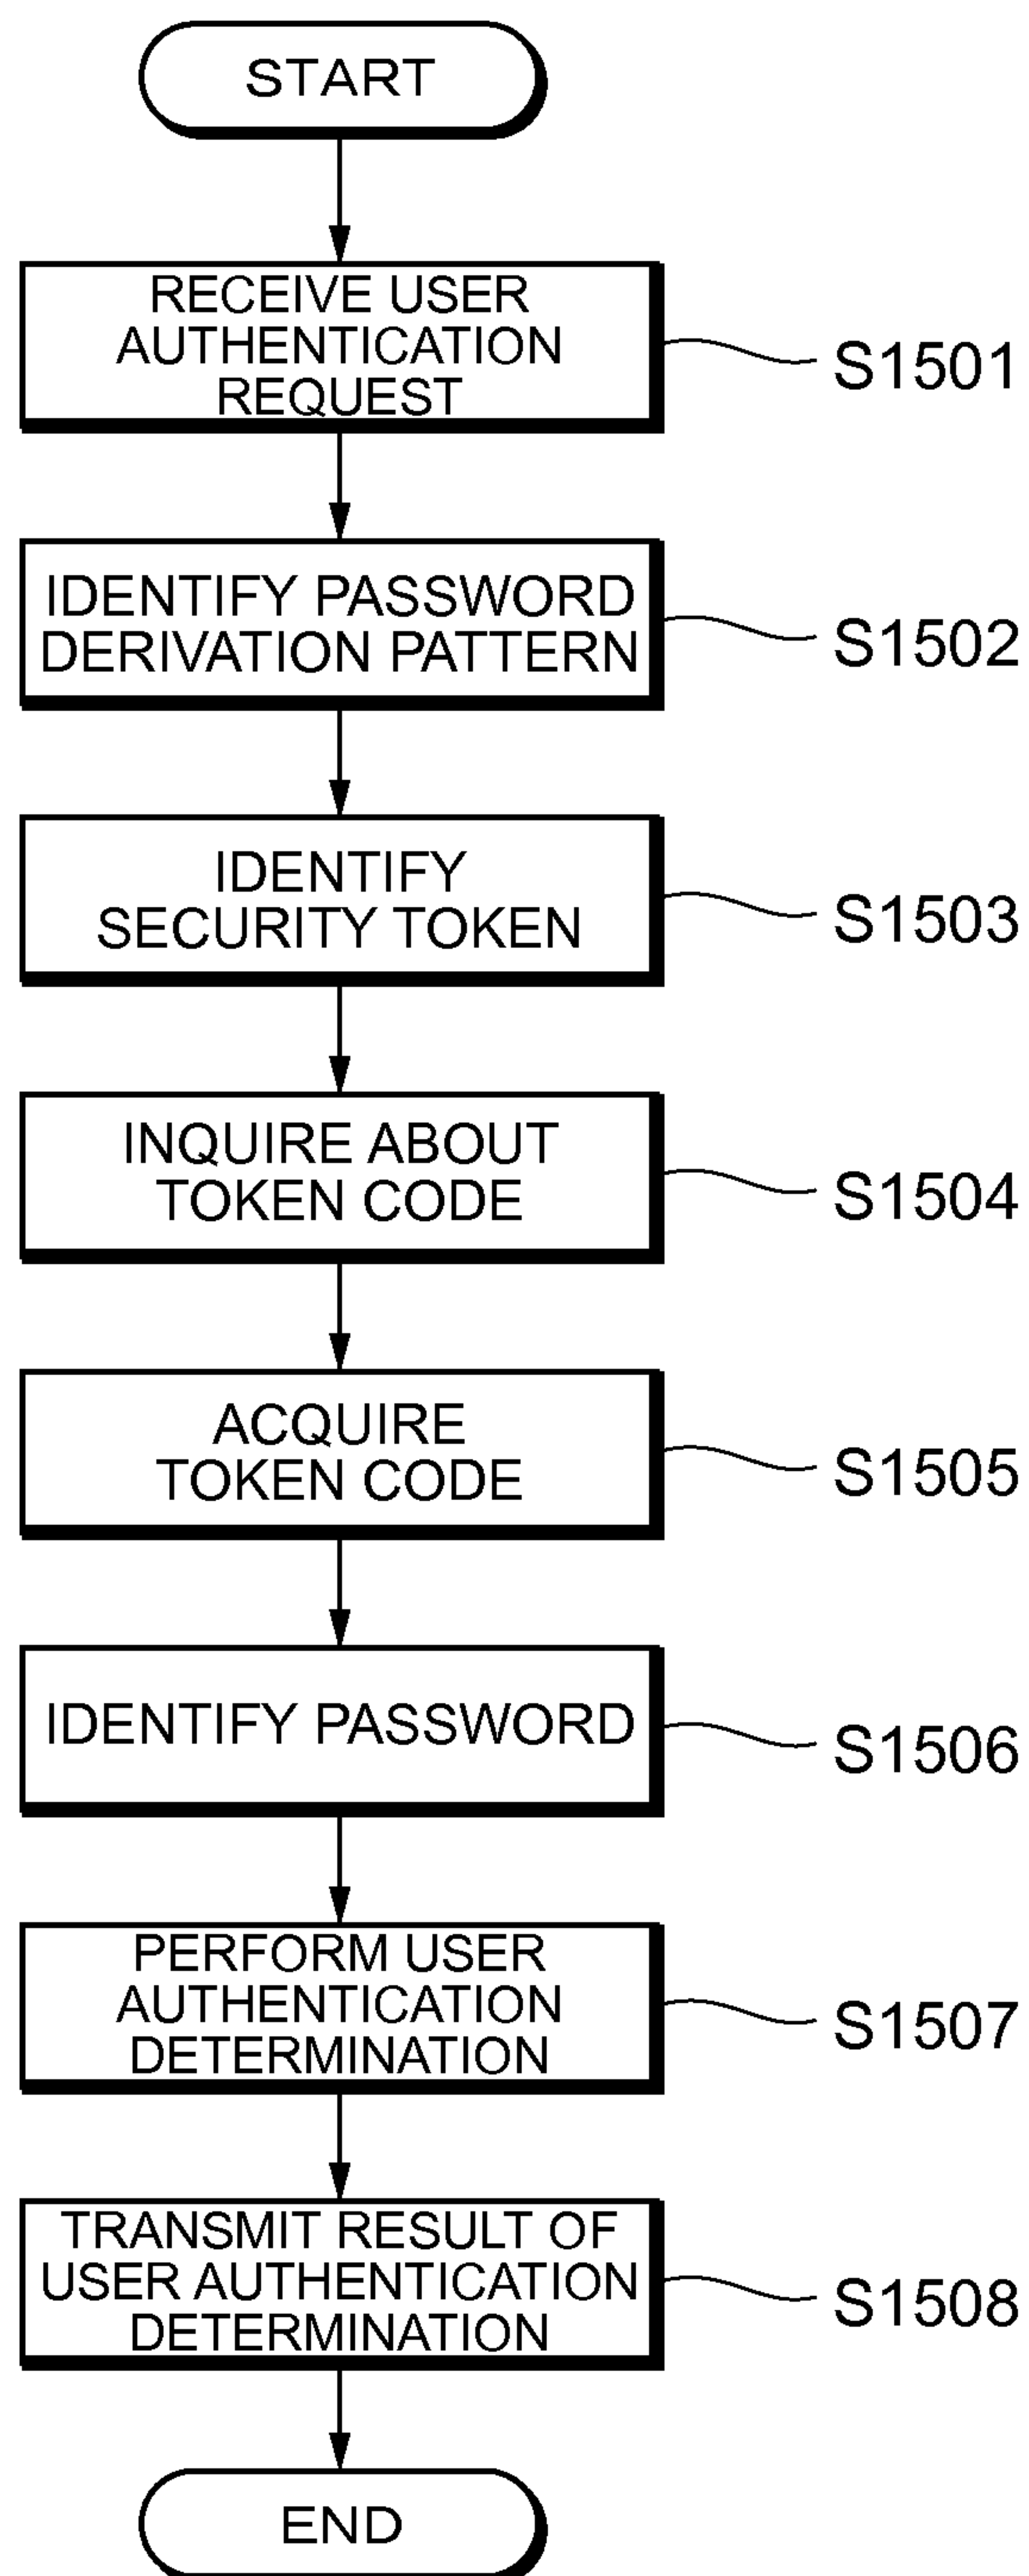 START
RECEIVE USER
AUTHENTICATION
REQUEST
S1501
IDENTIFY PASSWORD
DERIVATION PATTERN
S1502
IDENTIFY
SECURITY TOKEN
S1503
INQUIRE ABOUT
TOKEN CODE
S1504
ACQUIRE
TOKEN CODE
S1505
IDENTIFY PASSWORD
S1506
PERFORM USER
AUTHENTICATION
DETERMINATION
S1507
TRANSMIT RESULT OF
USER AUTHENTICATION
DETERMINATION
S1508
END